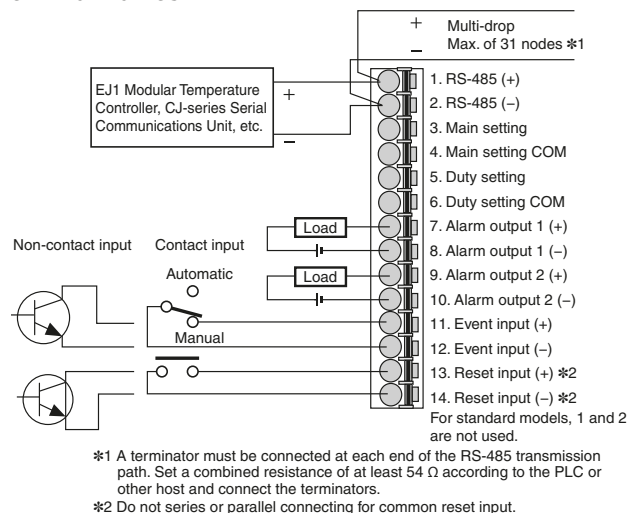 + Multi-drop
− Max. of 31 nodes ✻1
EJ1 Modular Temperature
Controller, CJ-series Serial
Communications Unit, etc.
+
−
1. RS-485 (+)
2. RS-485 (−)
3. Main setting
4. Main setting COM
5. Duty setting
6. Duty setting COM
7. Alarm output 1 (+)
8. Alarm output 1 (−)
9. Alarm output 2 (+)
10. Alarm output 2 (−)
11. Event input (+)
12. Event input (−)
13. Reset input (+) ✻2
14. Reset input (−) ✻2
For standard models, 1 and 2
are not used.
Load
Load
Non-contact input
Contact input
Automatic
Manual
✻1 A terminator must be connected at each end of the RS-485 transmission
path. Set a combined resistance of at least 54 Ω according to the PLC or
other host and connect the terminators.
✻2 Do not series or parallel connecting for common reset input.